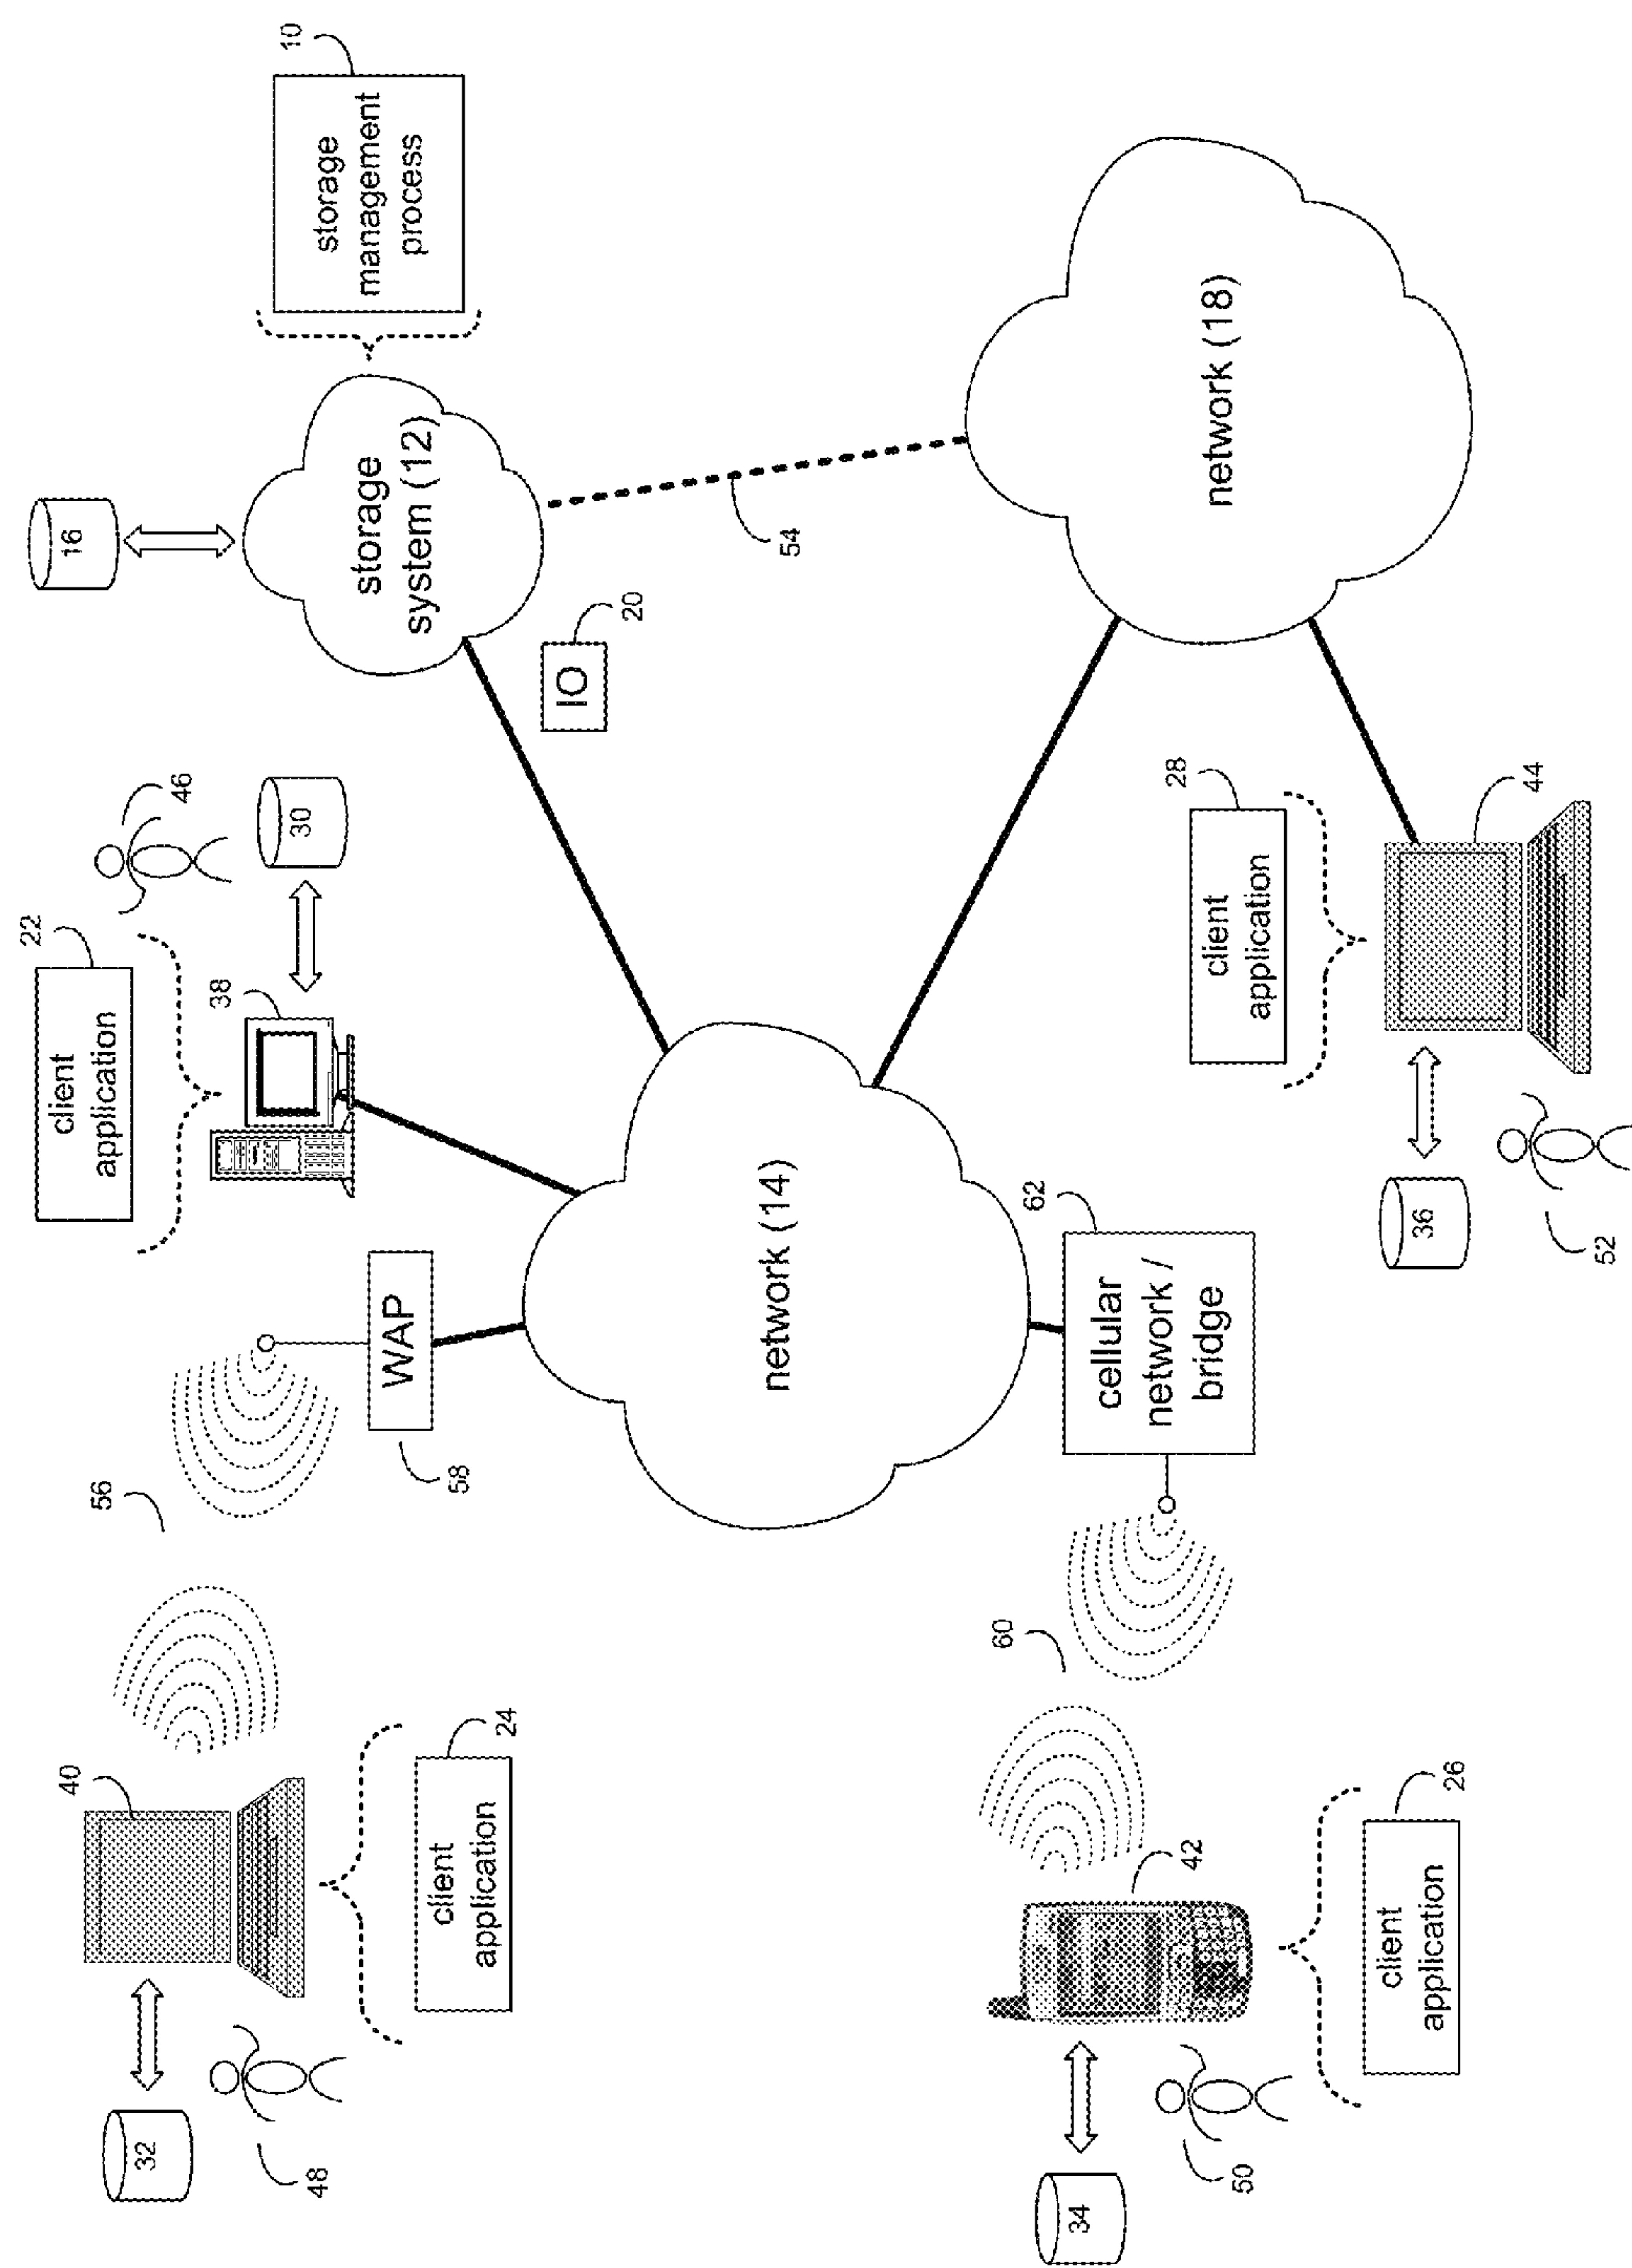 10
storage
management
process
16
storage
system (12)
IO
20
54
network (18)
22
client
application
46
30
38
WAP
58
56
network (14)
62
cellular
network /
bridge
60
28
client
application
44
36
52
40
32
48
24
client
application
42
34
50
26
client
application